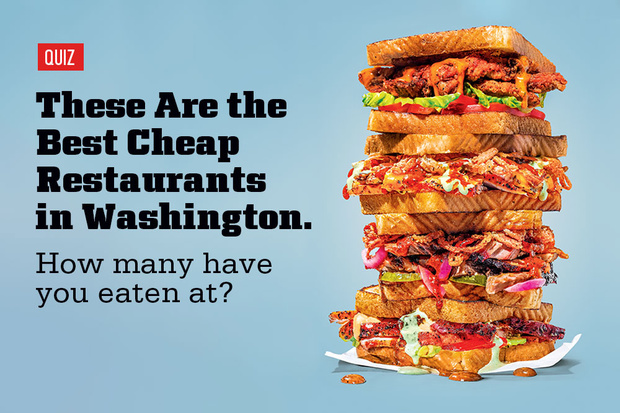 QUIZ
These Are the
Best Cheap
Restaurants
in Washington.
How many have
you eaten at?